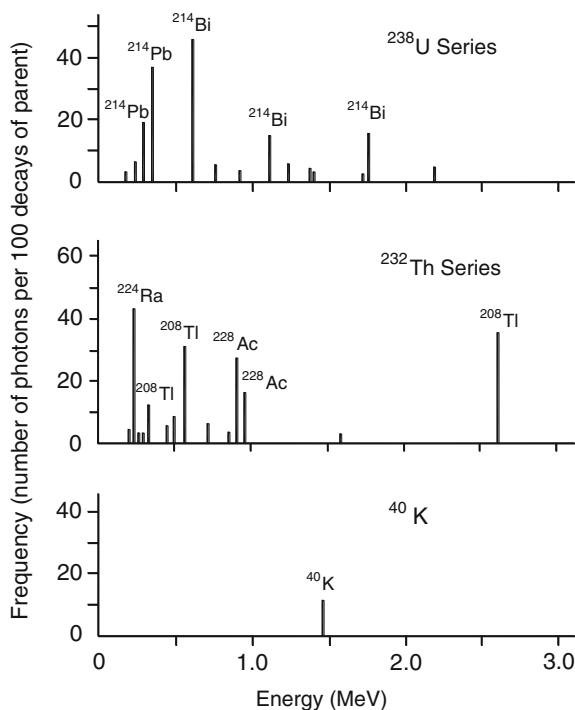 Frequency (number of photons per 100 decays of parent)
²³⁸U Series
40
20
0
²¹⁴Bi
²¹⁴Pb
²¹⁴Pb
²¹⁴Bi
²¹⁴Bi
²³²Th Series
60
40
20
0
²²⁴Ra
²⁰⁸Tl
²⁰⁸Tl
²²⁸Ac
²²⁸Ac
²⁰⁸Tl
⁴⁰K
40
20
0
⁴⁰K
0 1.0 2.0 3.0
Energy (MeV)